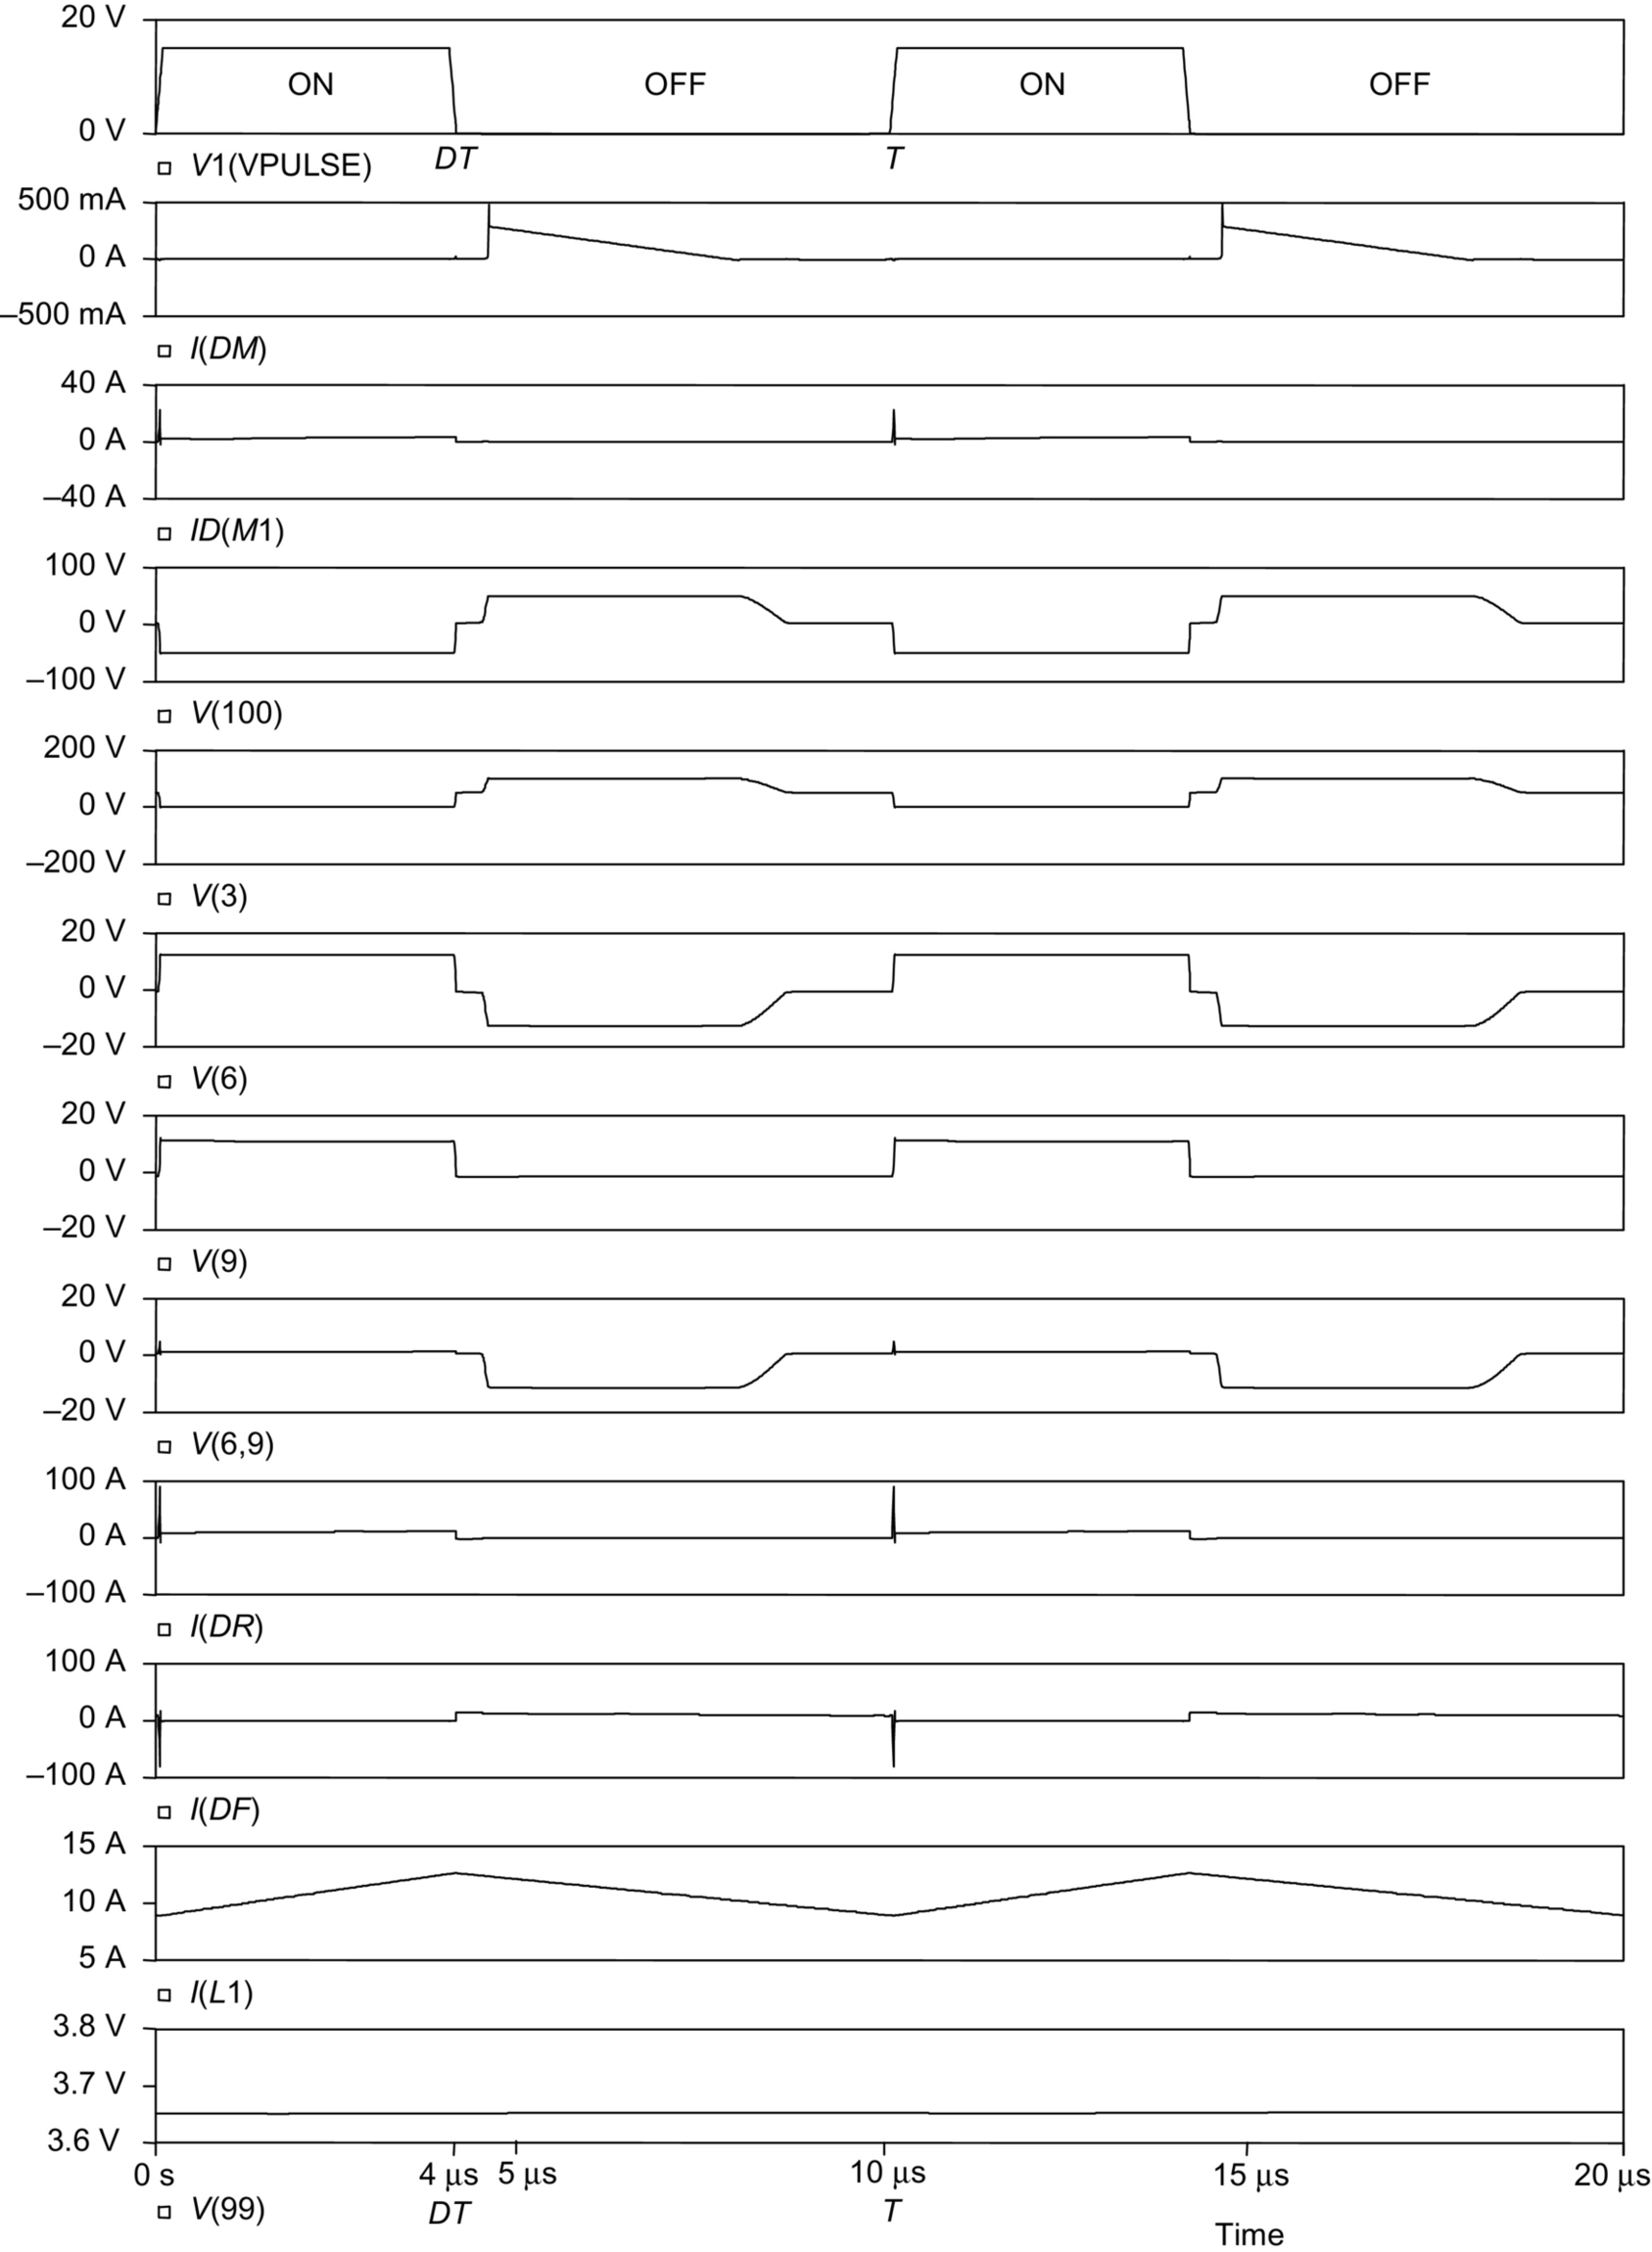 20 V
ON OFF ON OFF
0 V
DT T
V1(VPULSE)
500 mA
0 A
–500 mA
I(DM)
40 A
0 A
–40 A
ID(M1)
100 V
0 V
–100 V
V(100)
200 V
0 V
–200 V
V(3)
20 V
0 V
–20 V
V(6)
20 V
0 V
–20 V
V(9)
20 V
0 V
–20 V
V(6,9)
100 A
0 A
–100 A
I(DR)
100 A
0 A
–100 A
I(DF)
15 A
10 A
5 A
I(L1)
3.8 V
3.7 V
3.6 V
0 s 4 μs 5 μs 10 μs 15 μs 20 μs
V(99) DT T
Time